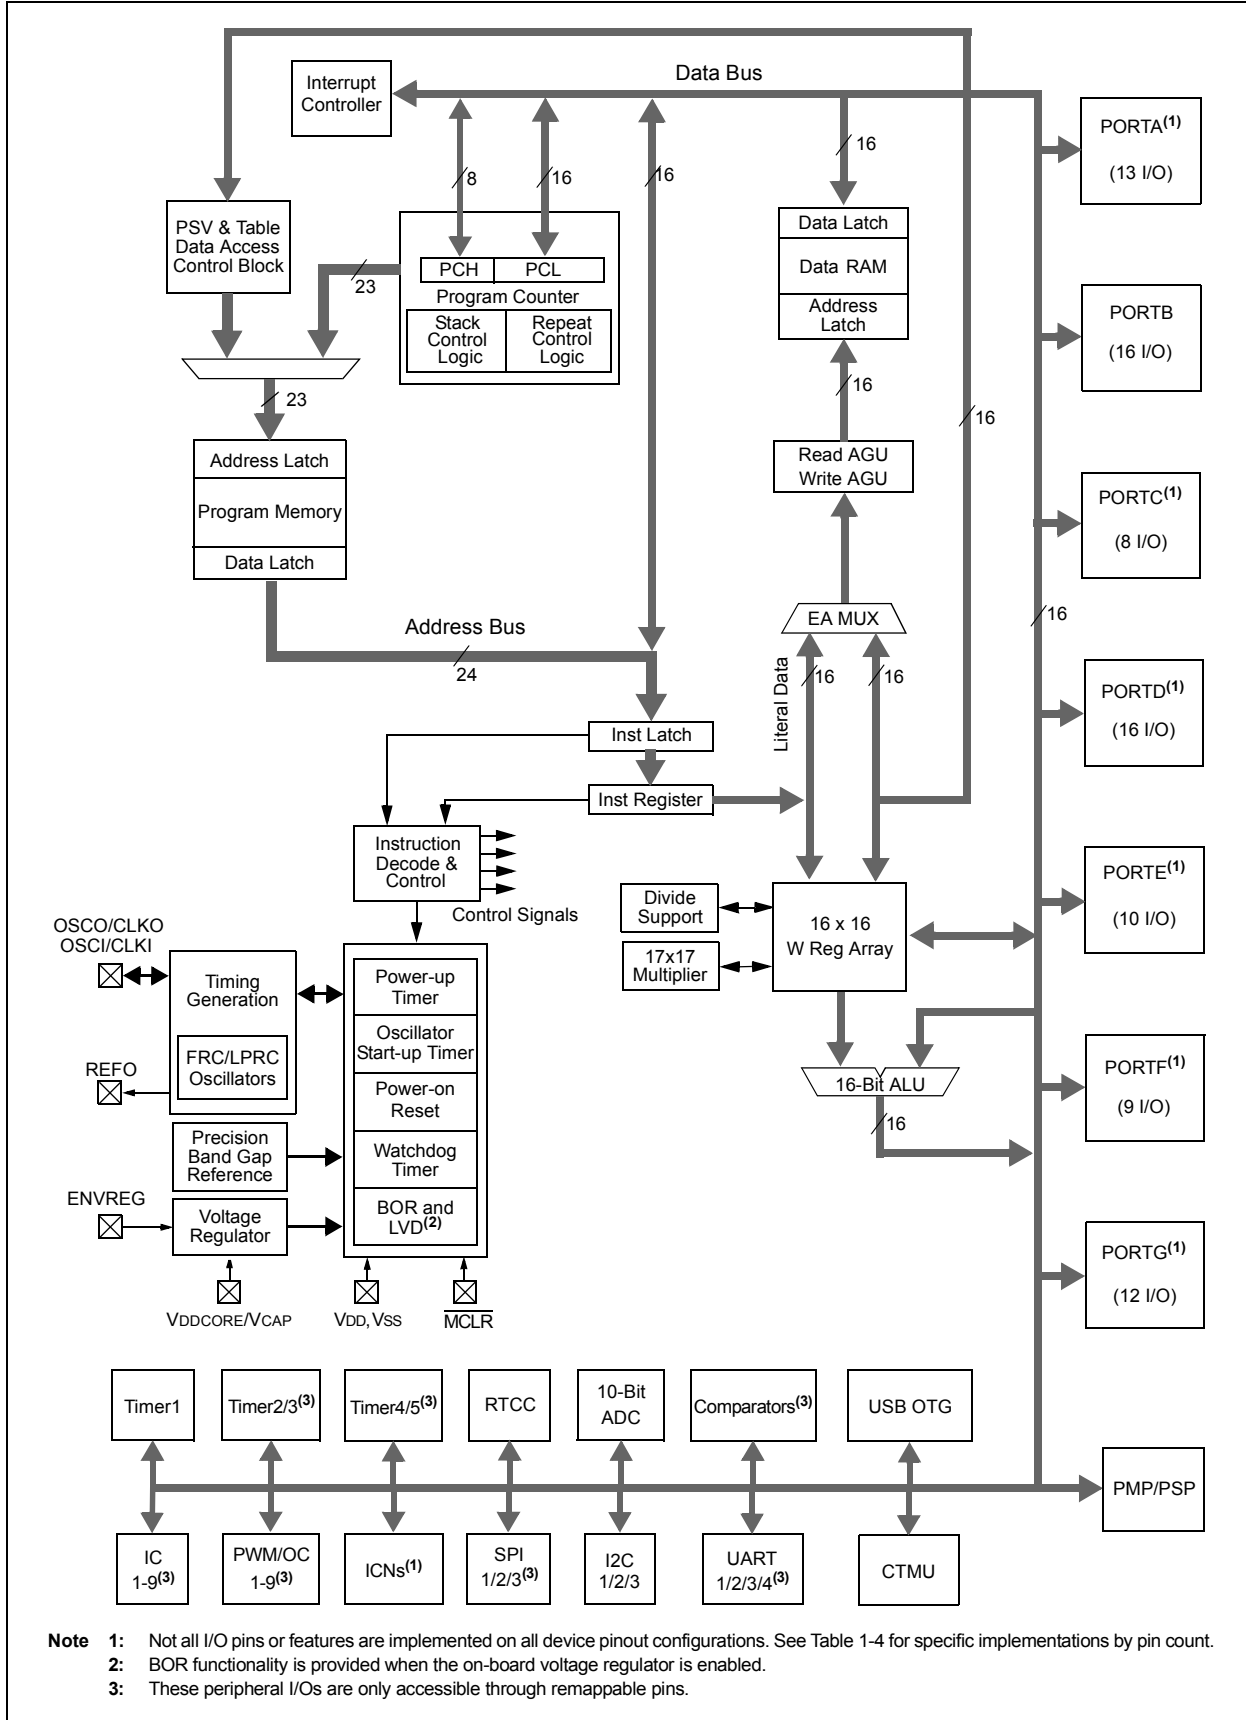 Data Bus
Interrupt
Controller
PORTA(1)
(13 I/O)
16
8
16
16
PSV & Table
Data Access
Control Block
Data Latch
Data RAM
Address
Latch
PCH
PCL
Program Counter
Stack
Control
Logic
Repeat
Control
Logic
23
PORTB
(16 I/O)
23
16
16
Address Latch
Program Memory
Data Latch
Read AGU
Write AGU
PORTC(1)
(8 I/O)
EA MUX
16
Address Bus
24
Literal Data
16
16
PORTD(1)
(16 I/O)
Inst Latch
Inst Register
Instruction
Decode &
Control
Control Signals
Divide
Support
17x17
Multiplier
16 x 16
W Reg Array
PORTE(1)
(10 I/O)
OSCO/CLKO
OSCI/CLKI
Timing
Generation
FRC/LPRC
Oscillators
REFO
Power-up
Timer
Oscillator
Start-up Timer
Power-on
Reset
Watchdog
Timer
BOR and
LVD(2)
16-Bit ALU
16
PORTF(1)
(9 I/O)
Precision
Band Gap
Reference
ENVREG
Voltage
Regulator
PORTG(1)
(12 I/O)
VDDCORE/VCAP
VDD, VSS
MCLR
Timer1
Timer2/3(3)
Timer4/5(3)
RTCC
10-Bit
ADC
Comparators(3)
USB OTG
PMP/PSP
IC
1-9(3)
PWM/OC
1-9(3)
ICNs(1)
SPI
1/2/3(3)
I2C
1/2/3
UART
1/2/3/4(3)
CTMU
Note 1: Not all I/O pins or features are implemented on all device pinout configurations. See Table 1-4 for specific implementations by pin count.
2: BOR functionality is provided when the on-board voltage regulator is enabled.
3: These peripheral I/Os are only accessible through remappable pins.